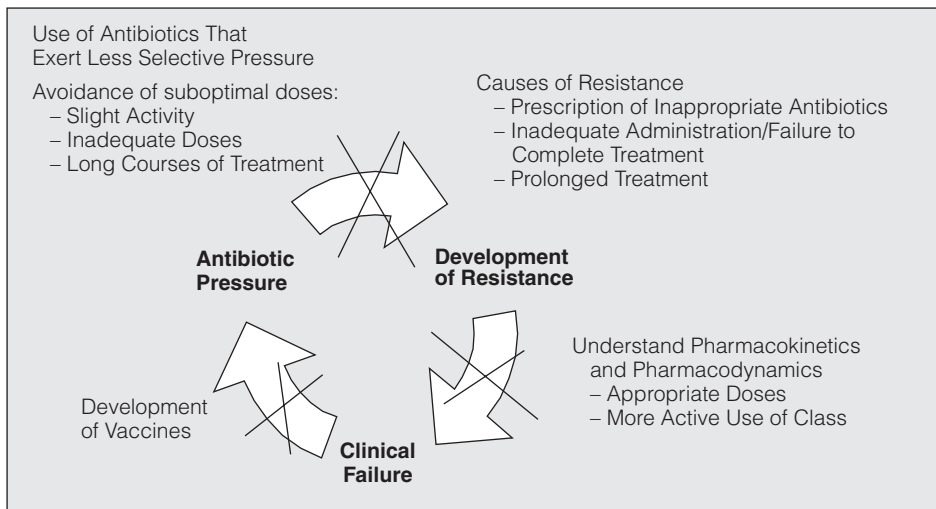 Use of Antibiotics That
Exert Less Selective Pressure
Avoidance of suboptimal doses:
– Slight Activity
– Inadequate Doses
– Long Courses of Treatment
Causes of Resistance
– Prescription of Inappropriate Antibiotics
– Inadequate Administration/Failure to
Complete Treatment
– Prolonged Treatment
Antibiotic
Pressure
Development
of Resistance
Understand Pharmacokinetics
and Pharmacodynamics
– Appropriate Doses
– More Active Use of Class
Development
of Vaccines
Clinical
Failure